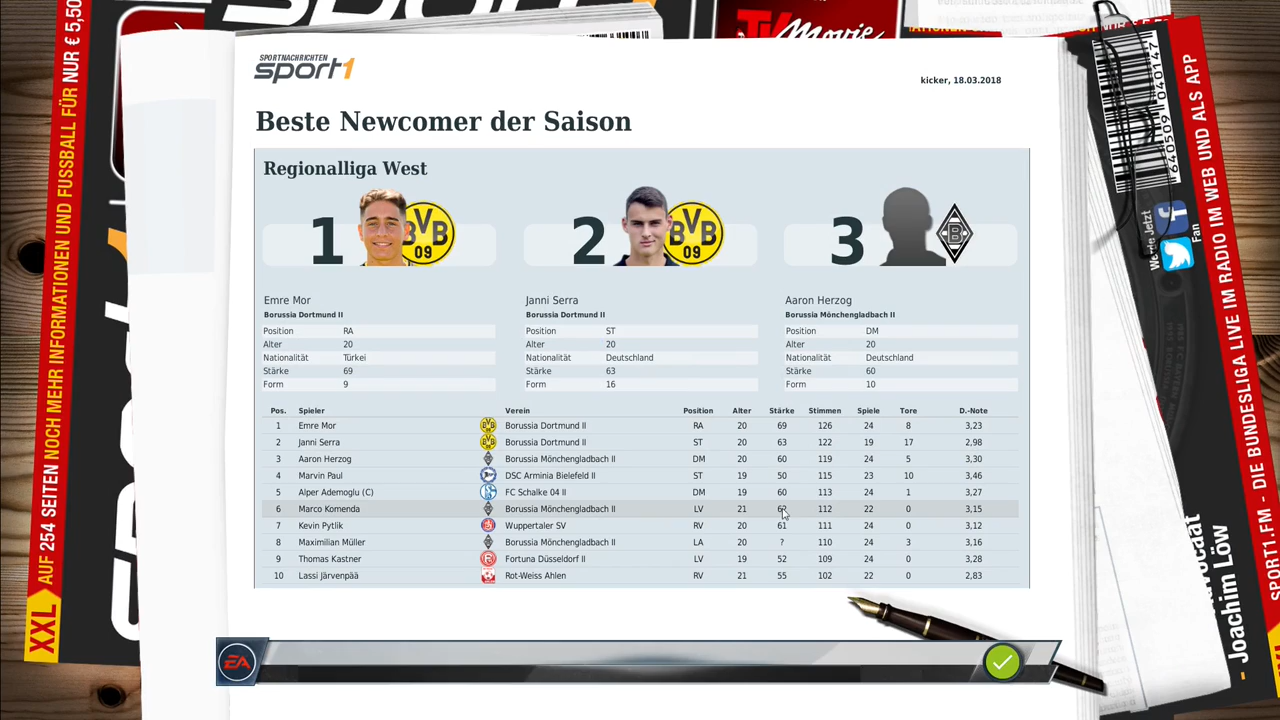 SPORTNACHRICHTEN
sport1
kicker, 18.03.2018
Beste Newcomer der Saison
Regionalliga West
1 BVB 09
2 BVB 09
3 B
Emre Mor
Borussia Dortmund II
Position RA
Alter 20
Nationalität Türkei
Stärke 69
Form 9
Janni Serra
Borussia Dortmund II
Position ST
Alter 20
Nationalität Deutschland
Stärke 63
Form 16
Aaron Herzog
Borussia Mönchengladbach II
Position DM
Alter 20
Nationalität Deutschland
Stärke 60
Form 10
Pos. Spieler Verein Position Alter Stärke Stimmen Spiele Tore D.-Note
1 Emre Mor Borussia Dortmund II RA 20 69 126 24 8 3,23
2 Janni Serra Borussia Dortmund II ST 20 63 122 19 17 2,98
3 Aaron Herzog Borussia Mönchengladbach II DM 20 60 119 24 5 3,30
4 Marvin Paul DSC Arminia Bielefeld II ST 19 50 115 23 10 3,46
5 Alper Ademoglu (C) FC Schalke 04 II DM 19 60 113 24 1 3,27
6 Marco Komenda Borussia Mönchengladbach II LV 21 112 22 0 3,15
7 Kevin Pytlik Wuppertaler SV RV 20 61 111 24 0 3,12
8 Maximilian Müller Borussia Mönchengladbach II LA 20 ? 110 24 3 3,16
9 Thomas Kastner Fortuna Düsseldorf II LV 19 52 109 24 0 3,28
10 Lassi Järvenpää Rot-Weiss Ahlen RV 21 55 102 22 0 2,83
EA
XXL AUF 254 SEITEN NOCH MEHR INFORMATIONEN UND FUSSBALL FÜR NUR € 5,50
TV Movie
640509 040147
Werde Jetzt
Fan
Joachim Löw
SPORT1.FM - DIE BUNDESLIGA LIVE IM RADIO IM WEB UND ALS APP